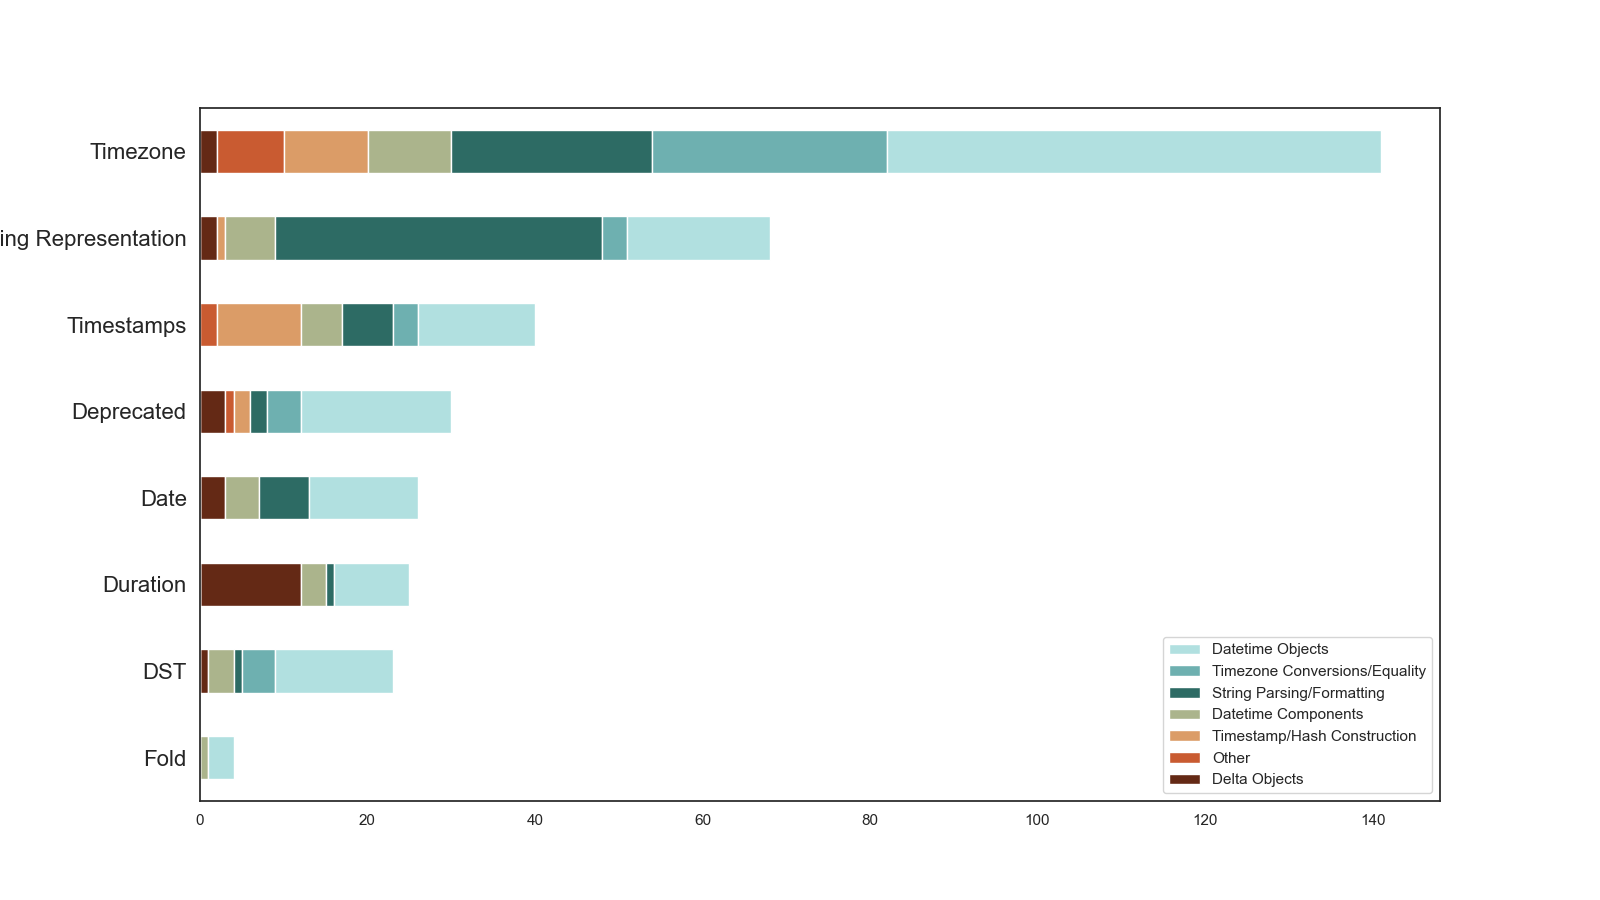 Timezone
ing Representation
Timestamps
Deprecated
Date
Duration
DST
Fold
Datetime Objects
Timezone Conversions/Equality
String Parsing/Formatting
Datetime Components
Timestamp/Hash Construction
Other
Delta Objects
0 20 40 60 80 100 120 140